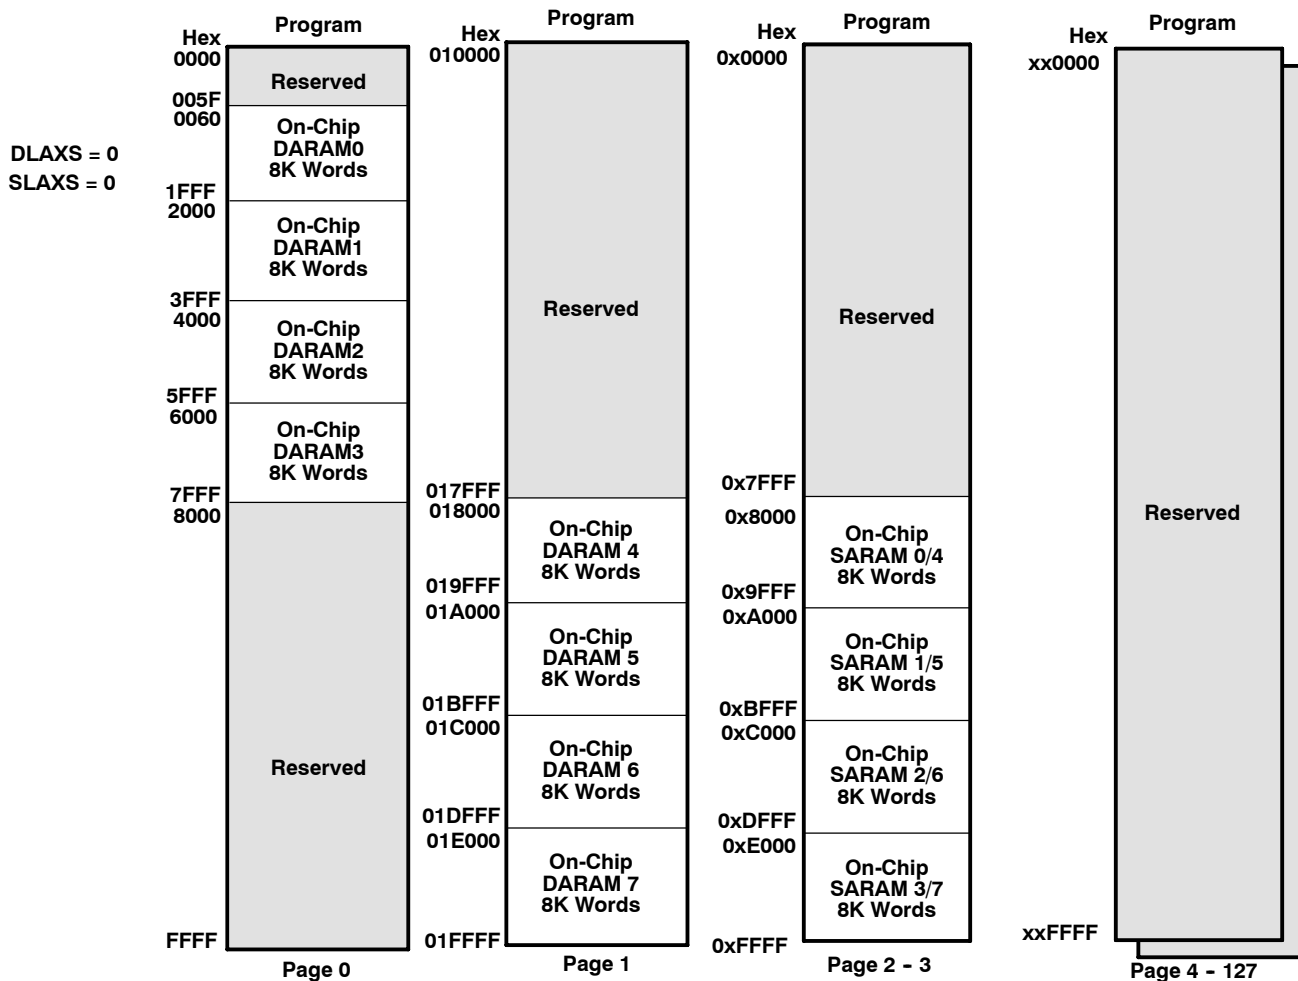 DLAXS = 0
SLAXS = 0
Program
Hex
0000
Reserved
005F
0060
On-Chip
DARAM0
8K Words
1FFF
2000
On-Chip
DARAM1
8K Words
3FFF
4000
On-Chip
DARAM2
8K Words
5FFF
6000
On-Chip
DARAM3
8K Words
7FFF
8000
Reserved
FFFF
Page 0
Program
Hex
010000
Reserved
017FFF
018000
On-Chip
DARAM 4
8K Words
019FFF
01A000
On-Chip
DARAM 5
8K Words
01BFFF
01C000
On-Chip
DARAM 6
8K Words
01DFFF
01E000
On-Chip
DARAM 7
8K Words
01FFFF
Page 1
Program
Hex
0x0000
Reserved
0x7FFF
0x8000
On-Chip
SARAM 0/4
8K Words
0x9FFF
0xA000
On-Chip
SARAM 1/5
8K Words
0xBFFF
0xC000
On-Chip
SARAM 2/6
8K Words
0xDFFF
0xE000
On-Chip
SARAM 3/7
8K Words
0xFFFF
Page 2 - 3
Program
Hex
xx0000
Reserved
xxFFFF
Page 4 - 127